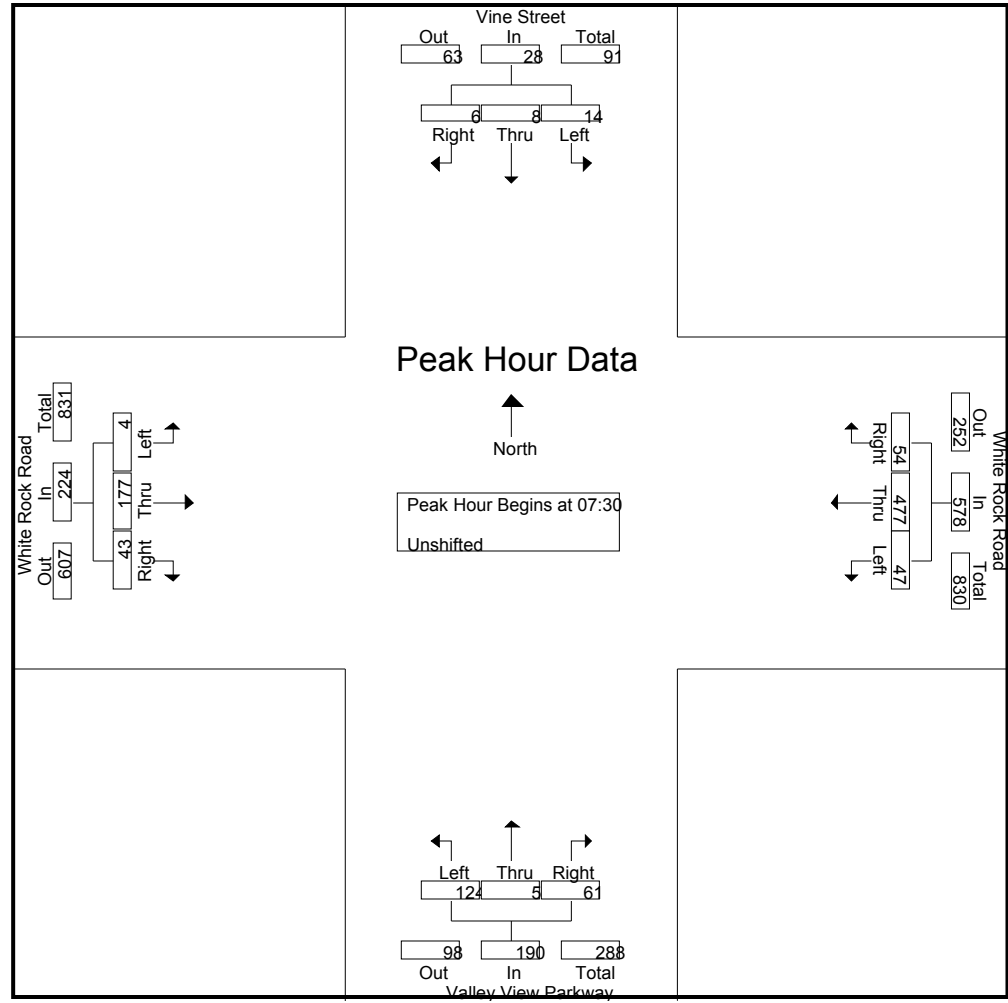 Vine Street
Out In Total
63 28 91
6 8 14
Right Thru Left
Peak Hour Data
North
Peak Hour Begins at 07:30
Unshifted
White Rock Road
Total In Out
831 224 607
4 177 43
Left Thru Right
White Rock Road
Out In Total
252 578 830
54 477 47
Right Thru Left
Left Thru Right
124 5 61
98 190 288
Out In Total
Valley View Parkway